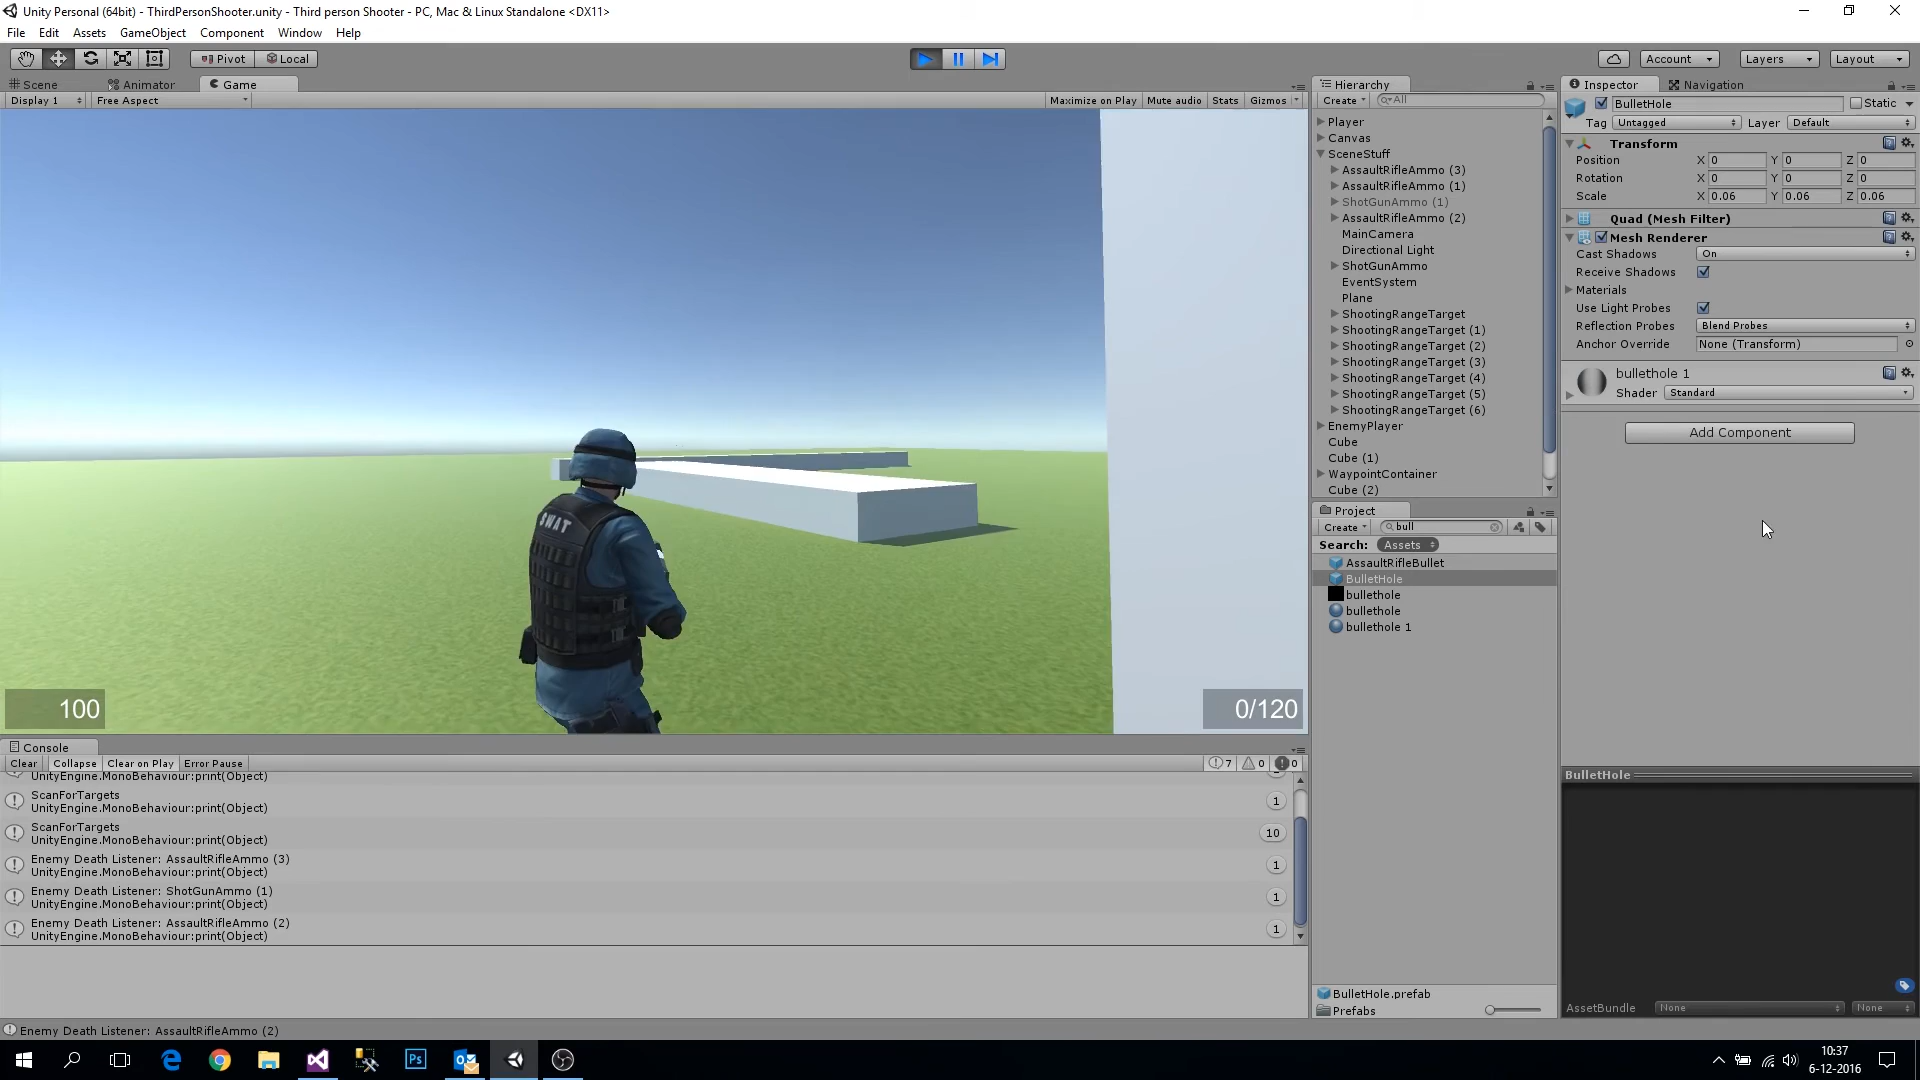 Unity Personal (64bit) - ThirdPersonShooter.unity - Third person Shooter - PC, Mac & Linux Standalone <DX11>
File Edit Assets GameObject Component Window Help
Pivot Local Account Layers Layout
Scene Animator Game
Display 1 Free Aspect Maximize on Play Mute audio Stats Gizmos
SWAT
100
0/120
Hierarchy
Create All
Player
Canvas
SceneStuff
AssaultRifleAmmo (3)
AssaultRifleAmmo (1)
ShotGunAmmo (1)
AssaultRifleAmmo (2)
MainCamera
Directional Light
ShotGunAmmo
EventSystem
Plane
ShootingRangeTarget
ShootingRangeTarget (1)
ShootingRangeTarget (2)
ShootingRangeTarget (3)
ShootingRangeTarget (4)
ShootingRangeTarget (5)
ShootingRangeTarget (6)
EnemyPlayer
Cube
Cube (1)
WaypointContainer
Cube (2)
Project
Create bull
Search: Assets
AssaultRifleBullet
BulletHole
bullethole
bullethole
bullethole 1
BulletHole.prefab
Prefabs
Inspector Navigation
BulletHole Static
Tag Untagged Layer Default
Transform
Position X 0 Y 0 Z 0
Rotation X 0 Y 0 Z 0
Scale X 0.06 Y 0.06 Z 0.06
Quad (Mesh Filter)
Mesh Renderer
Cast Shadows On
Receive Shadows
Materials
Use Light Probes
Reflection Probes Blend Probes
Anchor Override None (Transform)
bullethole 1
Shader Standard
Add Component
BulletHole
AssetBundle None None
Console
Clear Collapse Clear on Play Error Pause 7 0 0
UnityEngine.MonoBehaviour:print(Object)
ScanForTargets
UnityEngine.MonoBehaviour:print(Object) 1
ScanForTargets
UnityEngine.MonoBehaviour:print(Object) 10
Enemy Death Listener: AssaultRifleAmmo (3)
UnityEngine.MonoBehaviour:print(Object) 1
Enemy Death Listener: ShotGunAmmo (1)
UnityEngine.MonoBehaviour:print(Object) 1
Enemy Death Listener: AssaultRifleAmmo (2)
UnityEngine.MonoBehaviour:print(Object) 1
Enemy Death Listener: AssaultRifleAmmo (2)
10:37
6-12-2016